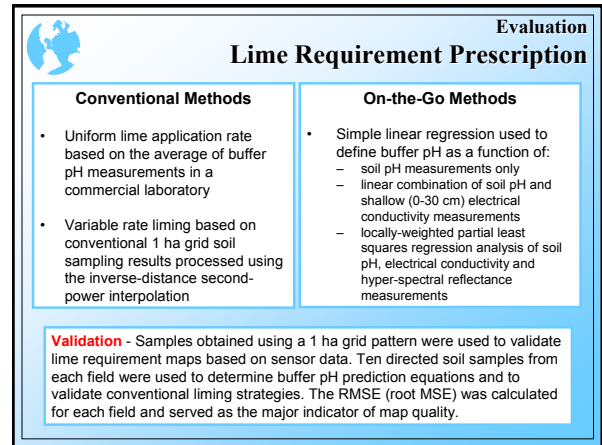 Evaluation
Lime Requirement Prescription
Conventional Methods
• Uniform lime application rate
based on the average of buffer
pH measurements in a
commercial laboratory
• Variable rate liming based on
conventional 1 ha grid soil
sampling results processed using
the inverse-distance second-
power interpolation
On-the-Go Methods
• Simple linear regression used to
define buffer pH as a function of:
– soil pH measurements only
– linear combination of soil pH and
shallow (0-30 cm) electrical
conductivity measurements
– locally-weighted partial least
squares regression analysis of soil
pH, electrical conductivity and
hyper-spectral reflectance
measurements
Validation - Samples obtained using a 1 ha grid pattern were used to validate
lime requirement maps based on sensor data. Ten directed soil samples from
each field were used to determine buffer pH prediction equations and to
validate conventional liming strategies. The RMSE (root MSE) was calculated
for each field and served as the major indicator of map quality.